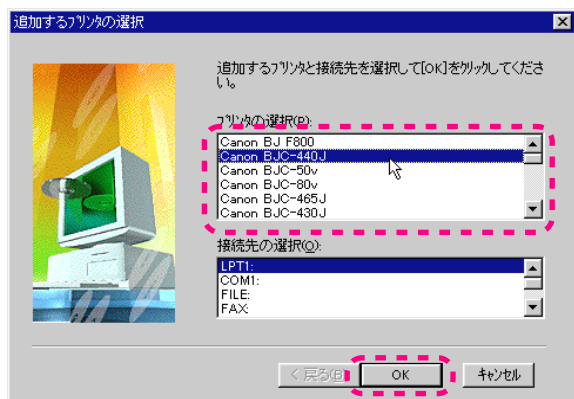 追加するプリンタの選択
追加するプリンタと接続先を選択して[OK]をクリックしてくださ
い。
プリンタの選択(P):
Canon BJ F800
Canon BJC-440J
Canon BJC-50v
Canon BJC-80v
Canon BJC-465J
Canon BJC-430J
接続先の選択(O):
LPT1:
COM1:
FILE:
FAX:
< 戻る(B)
OK
キャンセル